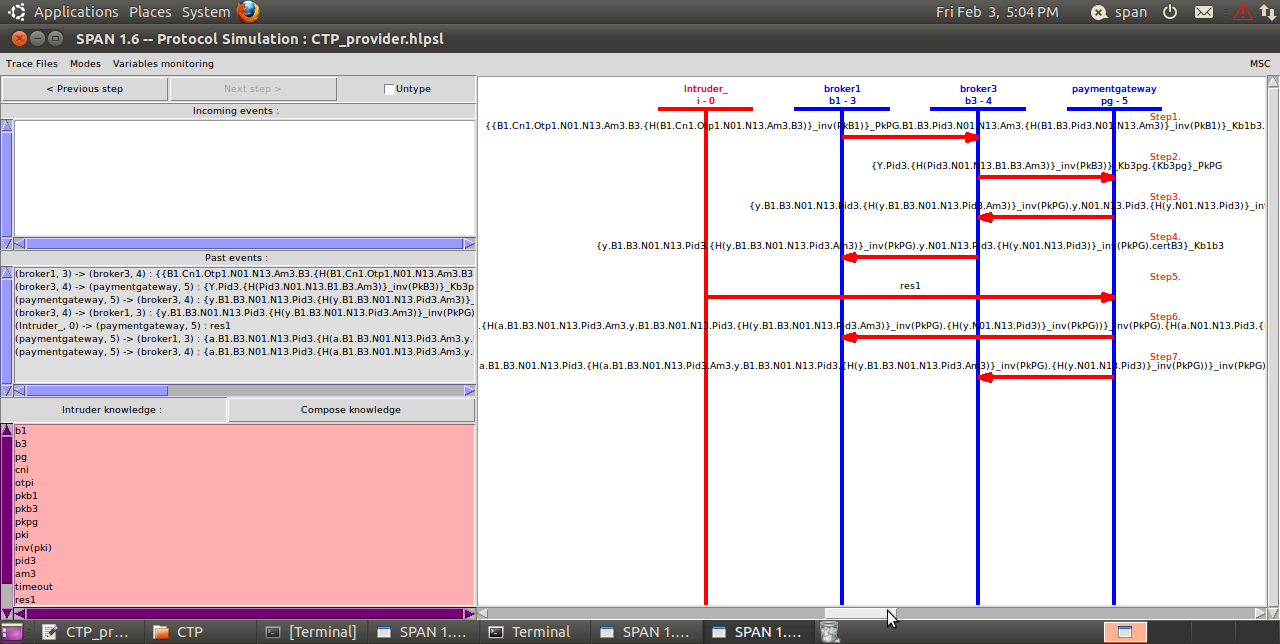 Applications Places System Fri Feb 3, 5:04 PM span
SPAN 1.6 -- Protocol Simulation : CTP_provider.hlpsl
Trace Files Modes Variables monitoring MSC
< Previous step Next step > Untype
Incoming events :
Past events :
(broker1, 3) -> (broker3, 4) : {{B1.Cn1.Otp1.N01.N13.Am3.B3.{H(B1.Cn1.Otp1.N01.N13.Am3.B3
(broker3, 4) -> (paymentgateway, 5) : {Y.Pid3.{H(Pid3.N01.N13.B1.B3.Am3)}_inv(PkB3)}_Kb3p
(paymentgateway, 5) -> (broker3, 4) : {y.B1.B3.N01.N13.Pid3.{H(y.B1.B3.N01.N13.Pid3.Am3)}_
(broker3, 4) -> (broker1, 3) : {y.B1.B3.N01.N13.Pid3.{H(y.B1.B3.N01.N13.Pid3.Am3)}_inv(PkPG)
(Intruder_, 0) -> (paymentgateway, 5) : res1
(paymentgateway, 5) -> (broker1, 3) : {a.B1.B3.N01.N13.Pid3.{H(a.B1.B3.N01.N13.Pid3.Am3.y.
(paymentgateway, 5) -> (broker3, 4) : {a.B1.B3.N01.N13.Pid3.{H(a.B1.B3.N01.N13.Pid3.Am3.y.
Intruder knowledge : Compose knowledge
b1
b3
pg
cni
otpi
pkb1
pkb3
pkpg
pki
inv(pki)
pid3
am3
timeout
res1
Intruder_ broker1 broker3 paymentgateway
i - 0 b1 - 3 b3 - 4 pg - 5
Step1.
{{B1.Cn1.Otp1.N01.N13.Am3.B3.{H(B1.Cn1.Otp1.N01.N13.Am3.B3)}_inv(PkB1)}_PkPG.B1.B3.Pid3.N01.N13.Am3.{H(B1.B3.Pid3.N01.N13.Am3)}_inv(PkB1)}_Kb1b3.
Step2.
{Y.Pid3.{H(Pid3.N01.N13.B1.B3.Am3)}_inv(PkB3)}_Kb3pg.{Kb3pg}_PkPG
Step3.
{y.B1.B3.N01.N13.Pid3.{H(y.B1.B3.N01.N13.Pid3.Am3)}_inv(PkPG).y.N01.N13.Pid3.{H(y.N01.N13.Pid3)}_in
Step4.
{y.B1.B3.N01.N13.Pid3.{H(y.B1.B3.N01.N13.Pid3.Am3)}_inv(PkPG).y.N01.N13.Pid3.{H(y.N01.N13.Pid3)}_inv(PkPG).certB3}_Kb1b3
Step5.
res1
Step6.
.{H(a.B1.B3.N01.N13.Pid3.Am3.y.B1.B3.N01.N13.Pid3.{H(y.B1.B3.N01.N13.Pid3.Am3)}_inv(PkPG).{H(y.N01.N13.Pid3)}_inv(PkPG))}_inv(PkPG).{H(a.N01.N13.Pid3.{
Step7.
a.B1.B3.N01.N13.Pid3.{H(a.B1.B3.N01.N13.Pid3.Am3.y.B1.B3.N01.N13.Pid3.{H(y.B1.B3.N01.N13.Pid3.Am3)}_inv(PkPG).{H(y.N01.N13.Pid3)}_inv(PkPG))}_inv(PkPG)
CTP_pr... CTP [Terminal] SPAN 1.... Terminal SPAN 1.... SPAN 1....